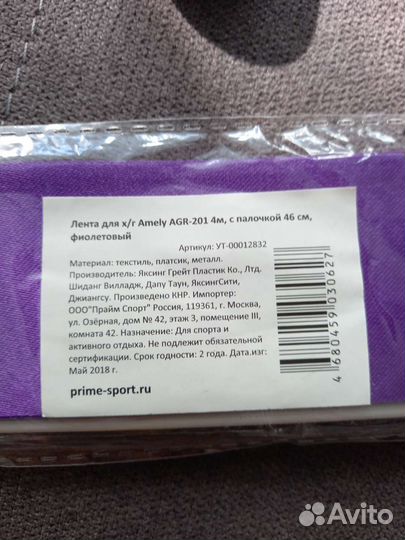 Лента для х/г Amely AGR-201 4м, с палочкой 46 см,
фиолетовый
Артикул: УТ-00012832
Материал: текстиль, платсик, металл.
Производитель: Яксинг Грейт Пластик Ко., Лтд.
Шиданг Вилладж, Дапу Таун, ЯксингСити,
Джиангсу. Произведено КНР. Импортер:
ООО"Прайм Спорт" Россия, 119361, г. Москва,
ул. Озёрная, дом № 42, этаж 3, помещение III,
комната 42. Назначение: Для спорта и
активного отдыха. Не подлежит обязательной
сертификации. Срок годности: 2 года. Дата.изг:
Май 2018 г.
prime-sport.ru
4 680459 030627
Avito